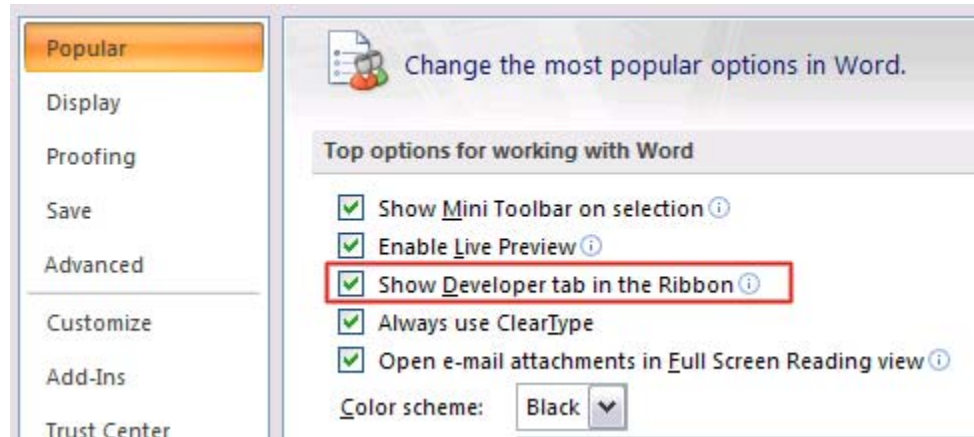 Popular
Display
Proofing
Save
Advanced
Customize
Add-Ins
Trust Center
Change the most popular options in Word.
Top options for working with Word
Show Mini Toolbar on selection
Enable Live Preview
Show Developer tab in the Ribbon
Always use ClearType
Open e-mail attachments in Full Screen Reading view
Color scheme: Black